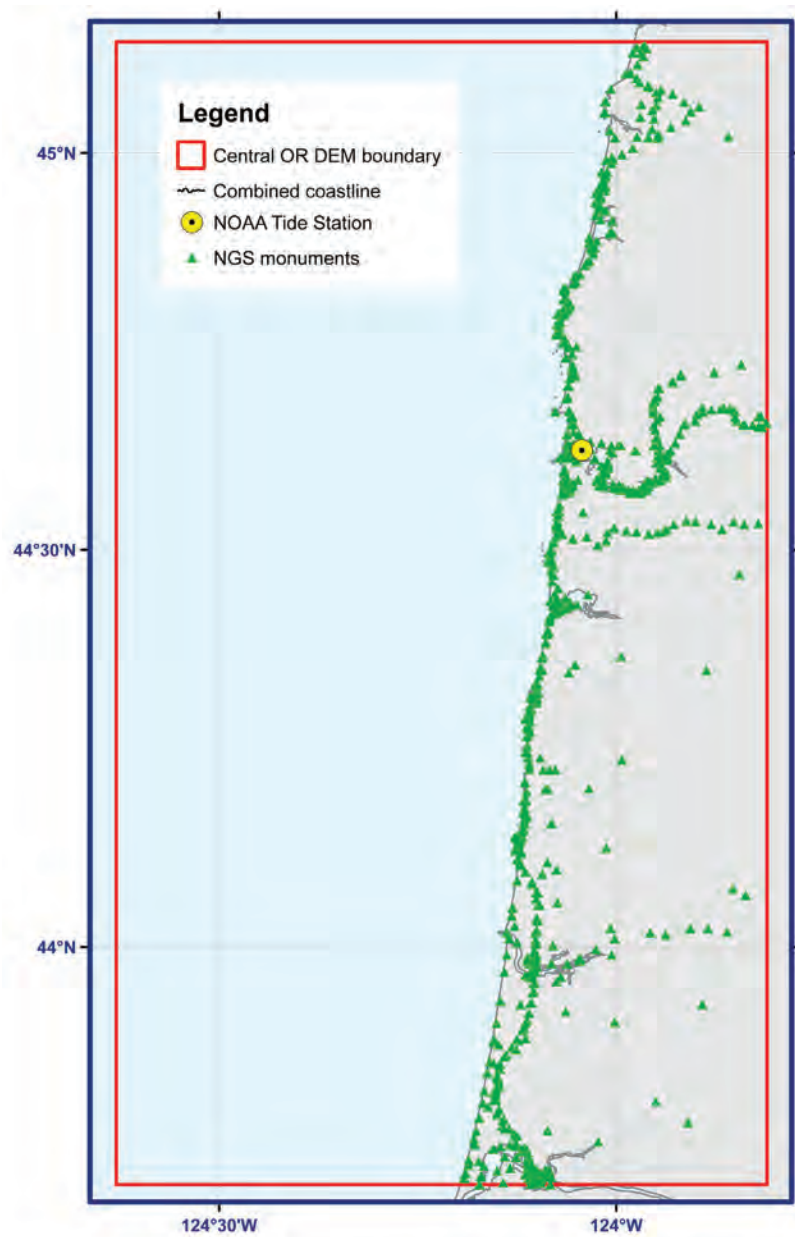 Legend
Central OR DEM boundary
Combined coastline
NOAA Tide Station
NGS monuments
45°N
44°30'N
44°N
124°30'W
124°W